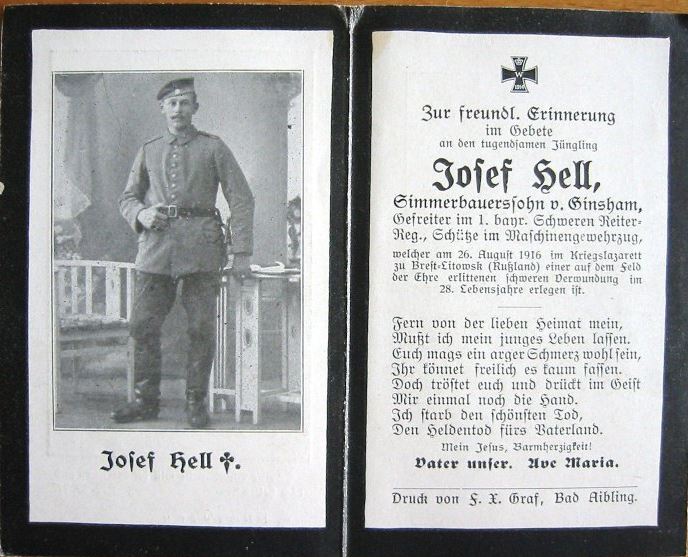 Josef Hell ✠.
Zur freundl. Erinnerung
im Gebete
an den tugendsamen Jüngling
Josef Hell,
Simmerbauerssohn v. Ginsham,
Gefreiter im 1. bayr. Schweren Reiter-
Reg., Schütze im Maschinengewehrzug,
welcher am 26. August 1916 im Kriegslazarett
zu Brest-Litowsk (Rußland) einer auf dem Feld
der Ehre erlittenen schweren Verwundung im
28. Lebensjahre erlegen ist.
Fern von der lieben Heimat mein,
Mußt ich mein junges Leben lassen.
Euch mags ein arger Schmerz wohl sein,
Ihr könnet freilich es kaum fassen.
Doch tröstet euch und drückt im Geist
Mir einmal noch die Hand.
Ich starb den schönsten Tod,
Den Heldentod fürs Vaterland.
Mein Jesus, Barmherzigkeit!
Vater unser. Ave Maria.
Druck von F. X. Graf, Bad Aibling.